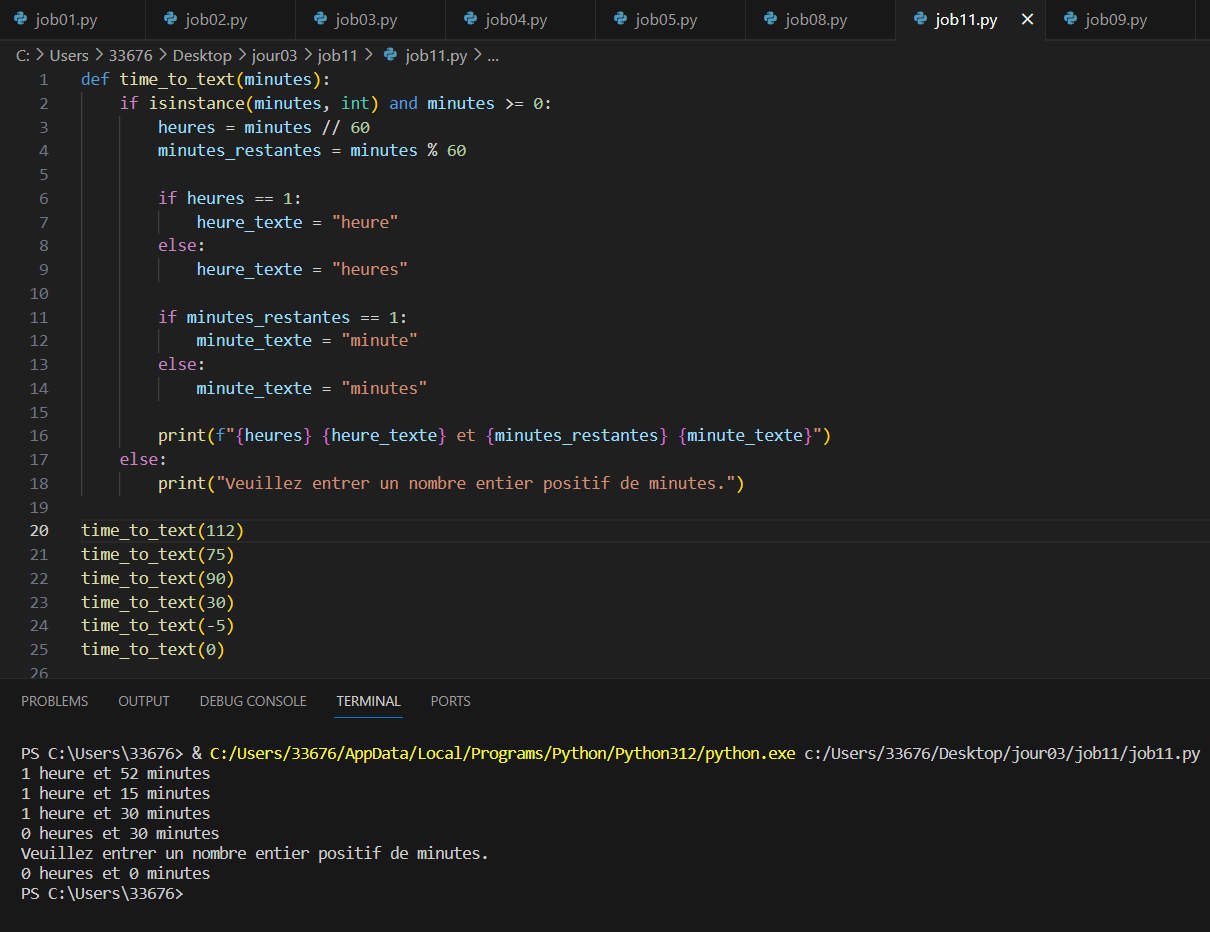 job01.py job02.py job03.py job04.py job05.py job08.py job11.py × job09.py
C: > Users > 33676 > Desktop > jour03 > job11 > job11.py > ...
1 def time_to_text(minutes):
2     if isinstance(minutes, int) and minutes >= 0:
3         heures = minutes // 60
4         minutes_restantes = minutes % 60
5
6         if heures == 1:
7             heure_texte = "heure"
8         else:
9             heure_texte = "heures"
10
11         if minutes_restantes == 1:
12             minute_texte = "minute"
13         else:
14             minute_texte = "minutes"
15
16         print(f"{heures} {heure_texte} et {minutes_restantes} {minute_texte}")
17     else:
18         print("Veuillez entrer un nombre entier positif de minutes.")
19
20 time_to_text(112)
21 time_to_text(75)
22 time_to_text(90)
23 time_to_text(30)
24 time_to_text(-5)
25 time_to_text(0)
26
PROBLEMS OUTPUT DEBUG CONSOLE TERMINAL PORTS
PS C:\Users\33676> & C:/Users/33676/AppData/Local/Programs/Python/Python312/python.exe c:/Users/33676/Desktop/jour03/job11/job11.py
1 heure et 52 minutes
1 heure et 15 minutes
1 heure et 30 minutes
0 heures et 30 minutes
Veuillez entrer un nombre entier positif de minutes.
0 heures et 0 minutes
PS C:\Users\33676>